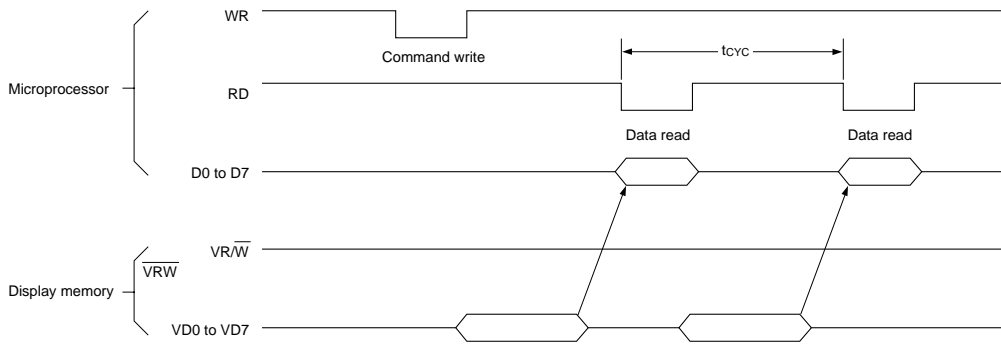 WR
Command write
tCYC
Microprocessor
RD
Data read
Data read
D0 to D7
VR/W̅
V̅R̅W̅
Display memory
VD0 to VD7